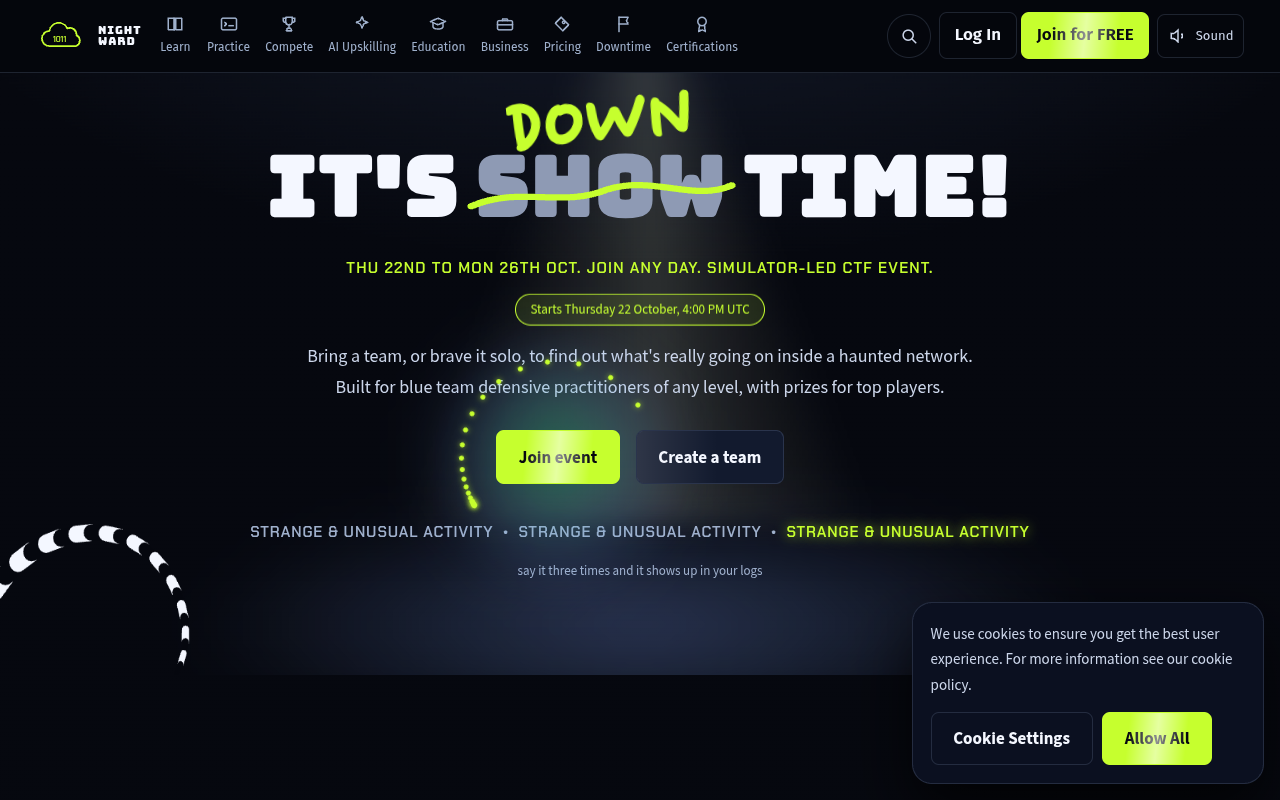 1011
NIGHT
WARD
Learn
Practice
Compete
AI Upskilling
Education
Business
Pricing
Downtime
Certifications
Log In
Join for FREE
Sound
DOWN
IT'S SHOW TIME!
THU 22ND TO MON 26TH OCT. JOIN ANY DAY. SIMULATOR-LED CTF EVENT.
Starts Thursday 22 October, 4:00 PM UTC
Bring a team, or brave it solo, to find out what's really going on inside a haunted network.
Built for blue team defensive practitioners of any level, with prizes for top players.
Join event
Create a team
STRANGE & UNUSUAL ACTIVITY • STRANGE & UNUSUAL ACTIVITY • STRANGE & UNUSUAL ACTIVITY
say it three times and it shows up in your logs
We use cookies to ensure you get the best user
experience. For more information see our cookie
policy.
Cookie Settings
Allow All